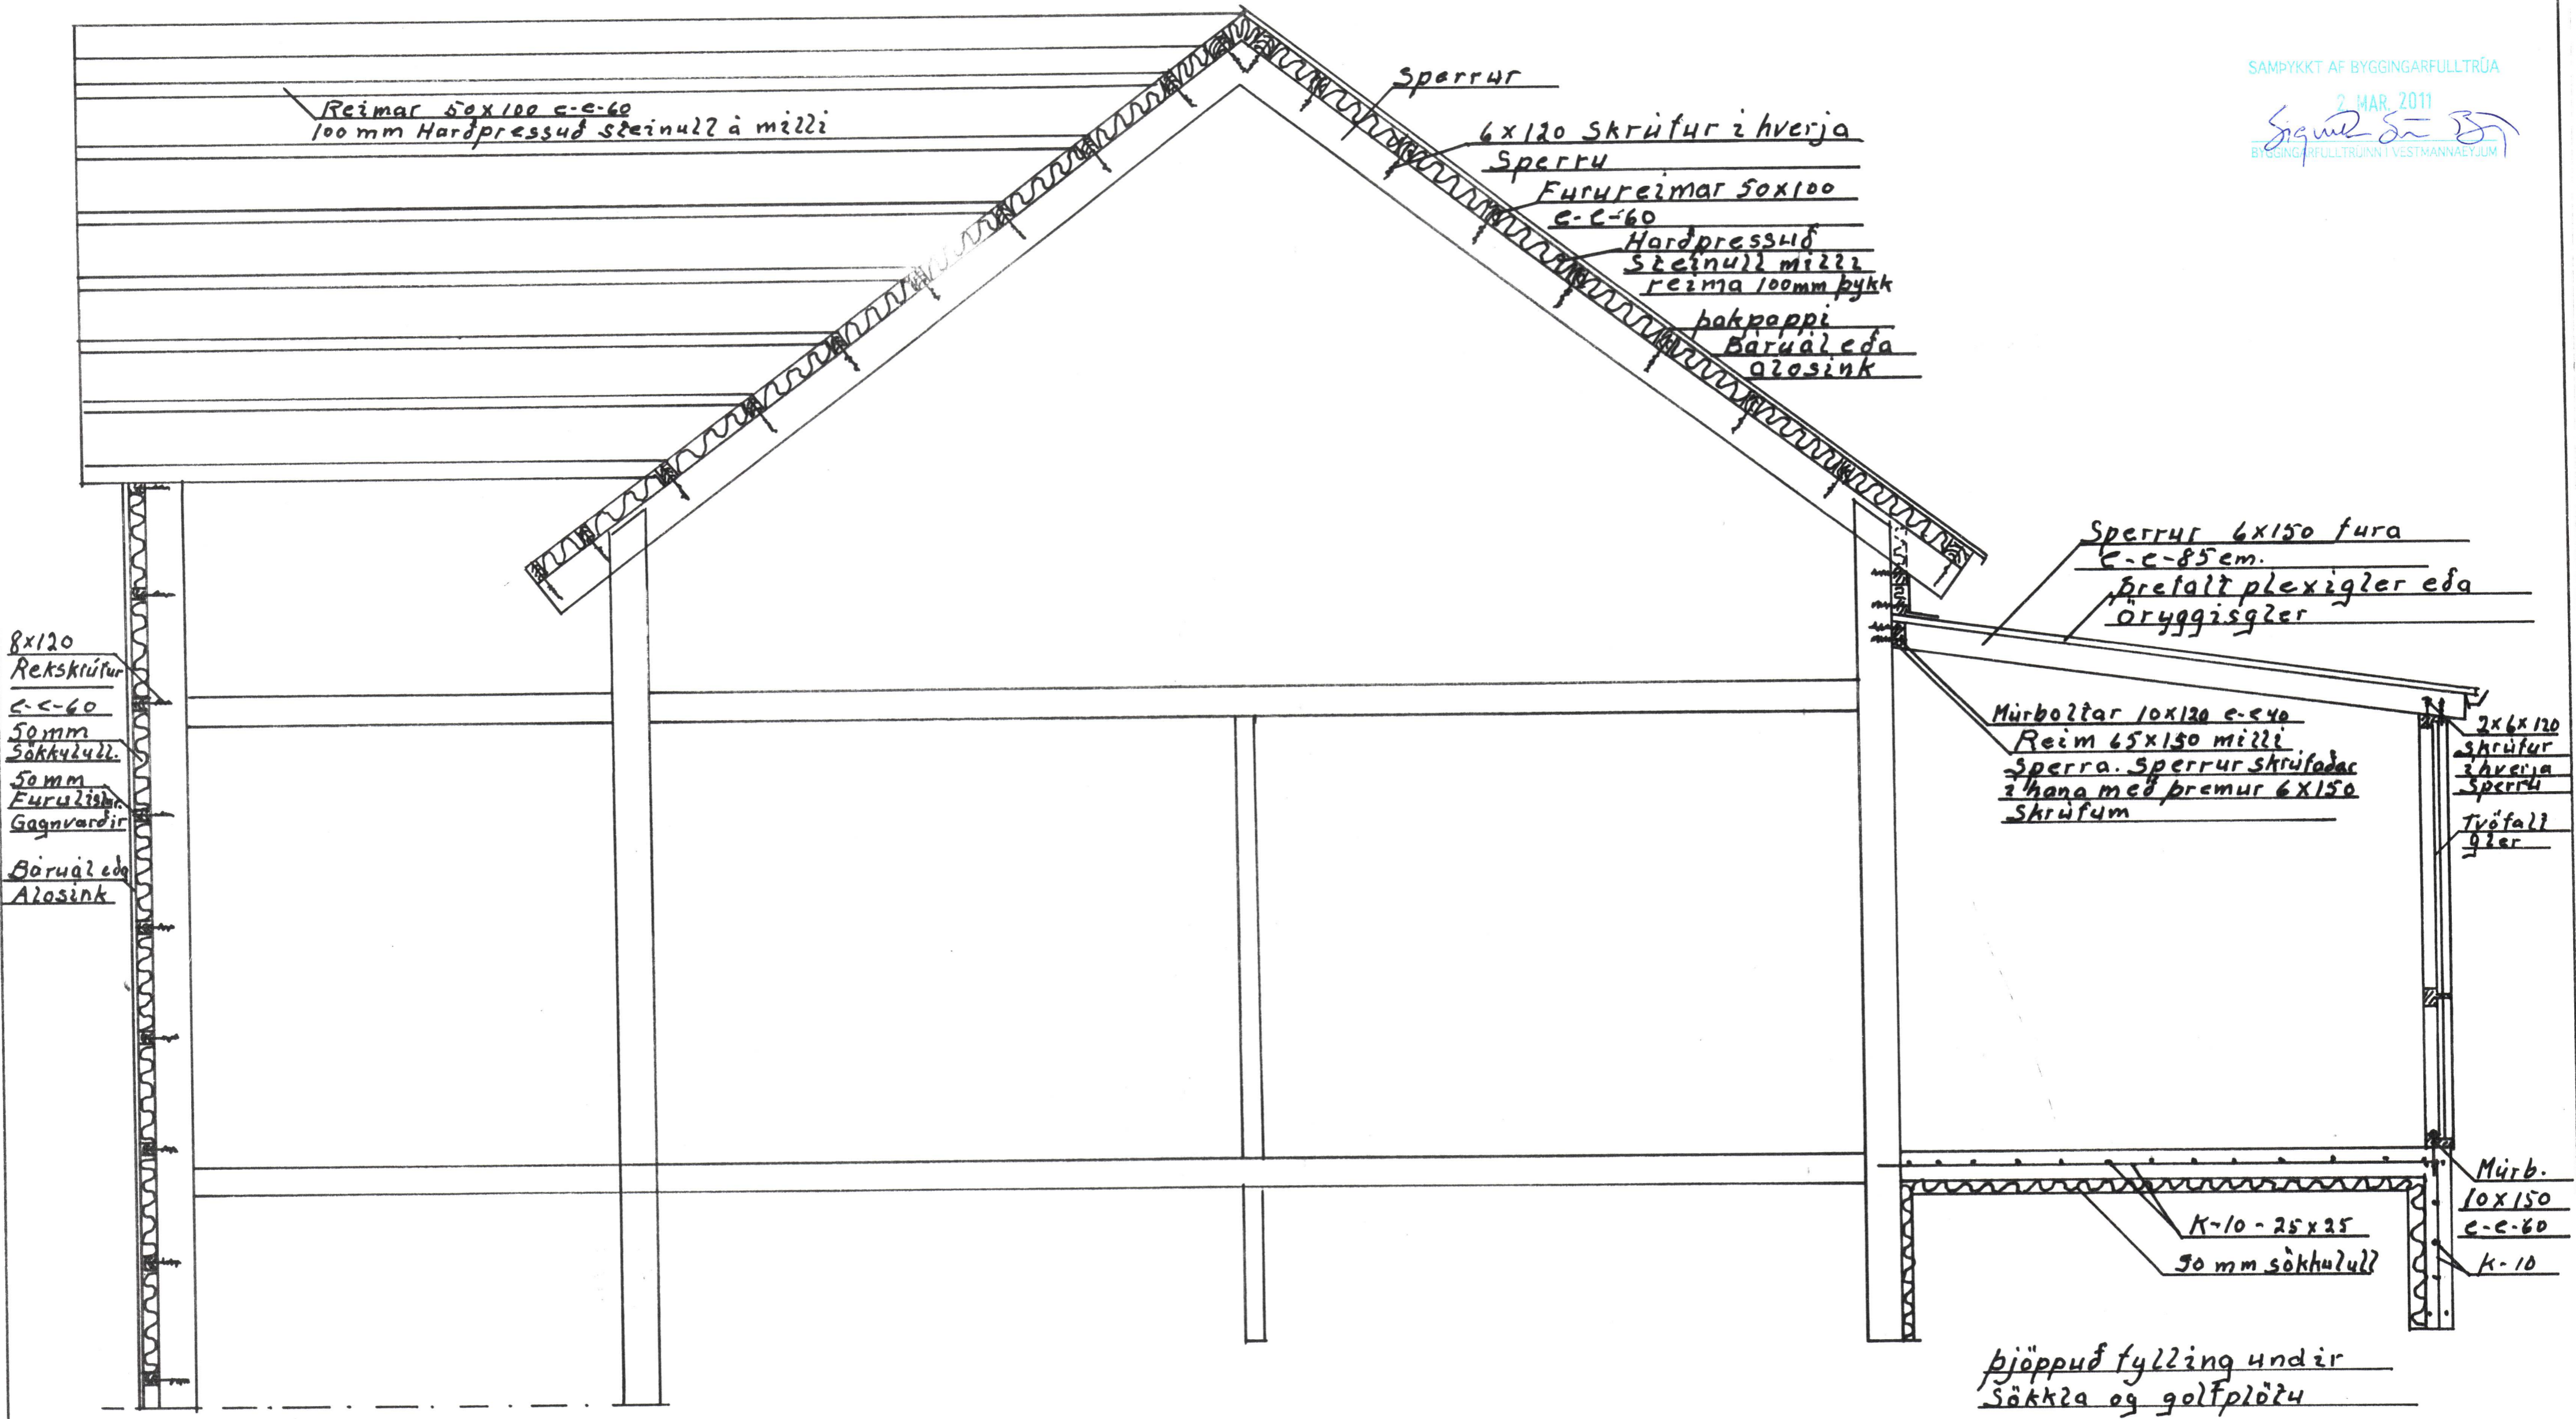 SAMÞYKKT AF BYGGINGARFULLTRÚA
2. MAR. 2011
BYGGINGARFULLTRÚINN Í VESTMANNAEYJUM
Reimar 50x100 c-c-60
100 mm Harðpressuð steinull á milli
Sperrur
6x120 skrúfur í hverja
Sperru
Furureimar 50x100
c-c-60
Harðpressuð
Steinull milli
reima 100mm þykk
þakpappi
Báruál eða
alosink
Sperrur 6x150 fura
c-c-85cm.
þrefalt plexigler eða
öryggisgler
8x120
Rekskrúfur
c-c-60
50mm
Sökkulull.
50mm
Furulistar.
Gagnvarðir
Báruál eða
Alosink
Múrboltar 10x120 c-c40
Reim 65x150 milli
Sperra. Sperrur skrúfaðar
í hana með þremur 6x150
Skrúfum
2x6x120
skrúfur
í hverja
Sperru
Tvöfalt
gler
Múrb.
10x150
c-c-60
K-10
K-10-25x25
50 mm sökkulull
þjöppuð fylling undir
Sökkla og golfplötu